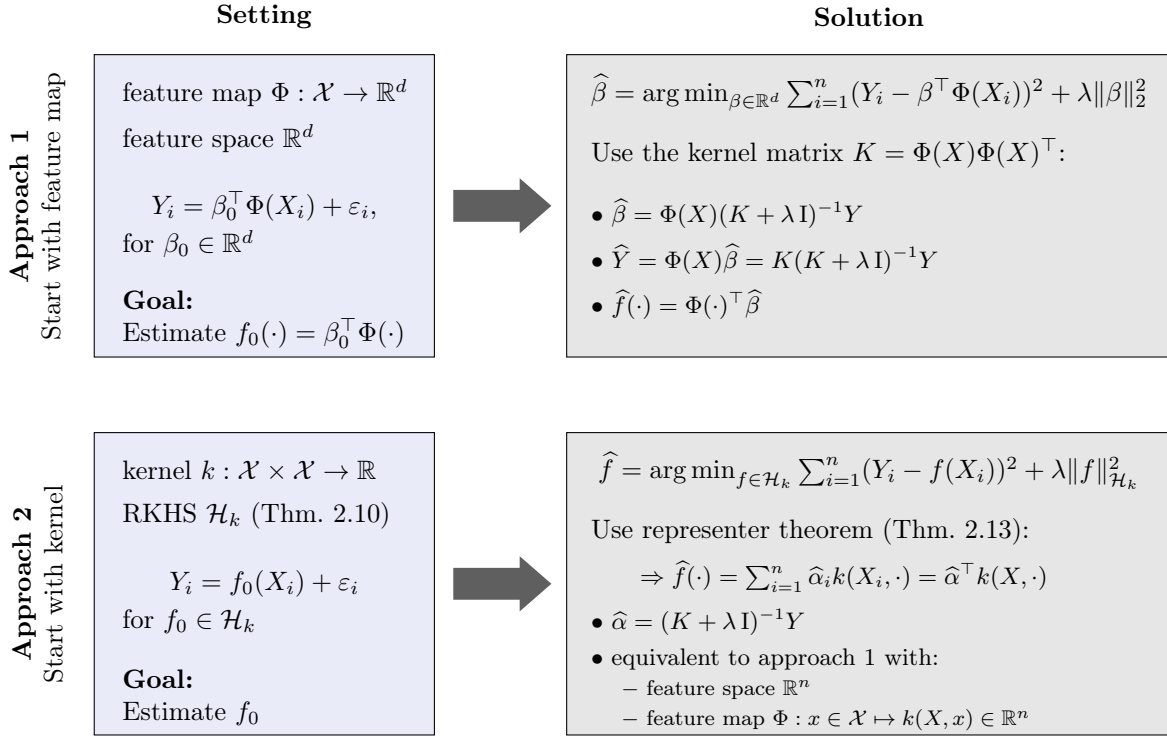 Setting
Solution
Approach 1
Start with feature map
feature map Φ : 𝒳 → ℝ^d
feature space ℝ^d
Y_i = β_0^⊤ Φ(X_i) + ε_i,
for β_0 ∈ ℝ^d
Goal:
Estimate f_0(·) = β_0^⊤ Φ(·)
β̂ = arg min_{β∈ℝ^d} ∑_{i=1}^n (Y_i − β^⊤ Φ(X_i))^2 + λ‖β‖_2^2
Use the kernel matrix K = Φ(X)Φ(X)^⊤:
• β̂ = Φ(X)(K + λ I)^{−1}Y
• Ŷ = Φ(X)β̂ = K(K + λ I)^{−1}Y
• f̂(·) = Φ(·)^⊤ β̂
Approach 2
Start with kernel
kernel k : 𝒳 × 𝒳 → ℝ
RKHS ℋ_k (Thm. 2.10)
Y_i = f_0(X_i) + ε_i
for f_0 ∈ ℋ_k
Goal:
Estimate f_0
f̂ = arg min_{f∈ℋ_k} ∑_{i=1}^n (Y_i − f(X_i))^2 + λ‖f‖_{ℋ_k}^2
Use representer theorem (Thm. 2.13):
⇒ f̂(·) = ∑_{i=1}^n α̂_i k(X_i, ·) = α̂^⊤ k(X, ·)
• α̂ = (K + λ I)^{−1}Y
• equivalent to approach 1 with:
– feature space ℝ^n
– feature map Φ : x ∈ 𝒳 ↦ k(X, x) ∈ ℝ^n